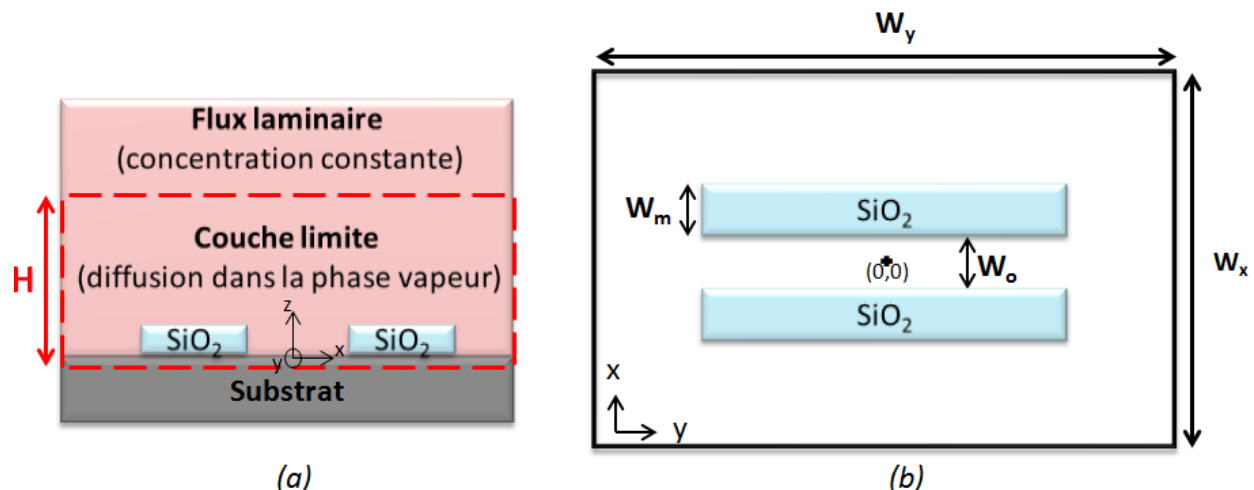 Flux laminaire
(concentration constante)
H
Couche limite
(diffusion dans la phase vapeur)
z
SiO₂
y
x
SiO₂
Substrat
(a)
Wy
Wm
SiO₂
(0,0)
Wo
Wx
SiO₂
x
y
(b)